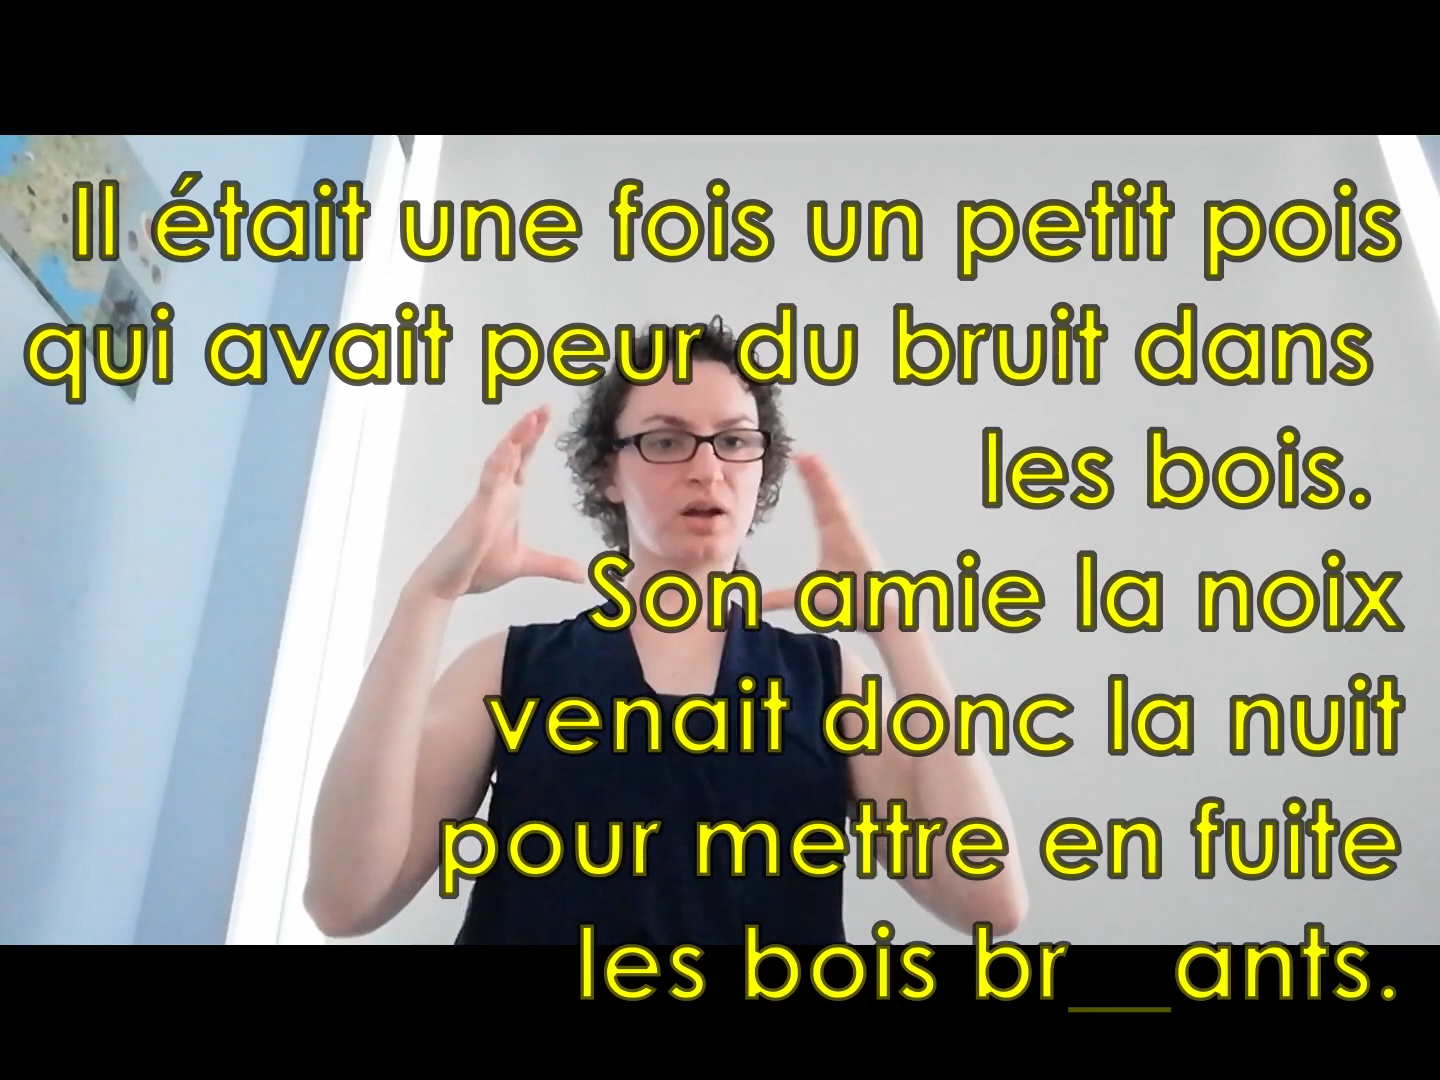 Il était une fois un petit pois
qui avait peur du bruit dans
les bois.
Son amie la noix
venait donc la nuit
pour mettre en fuite
les bois br__ants.